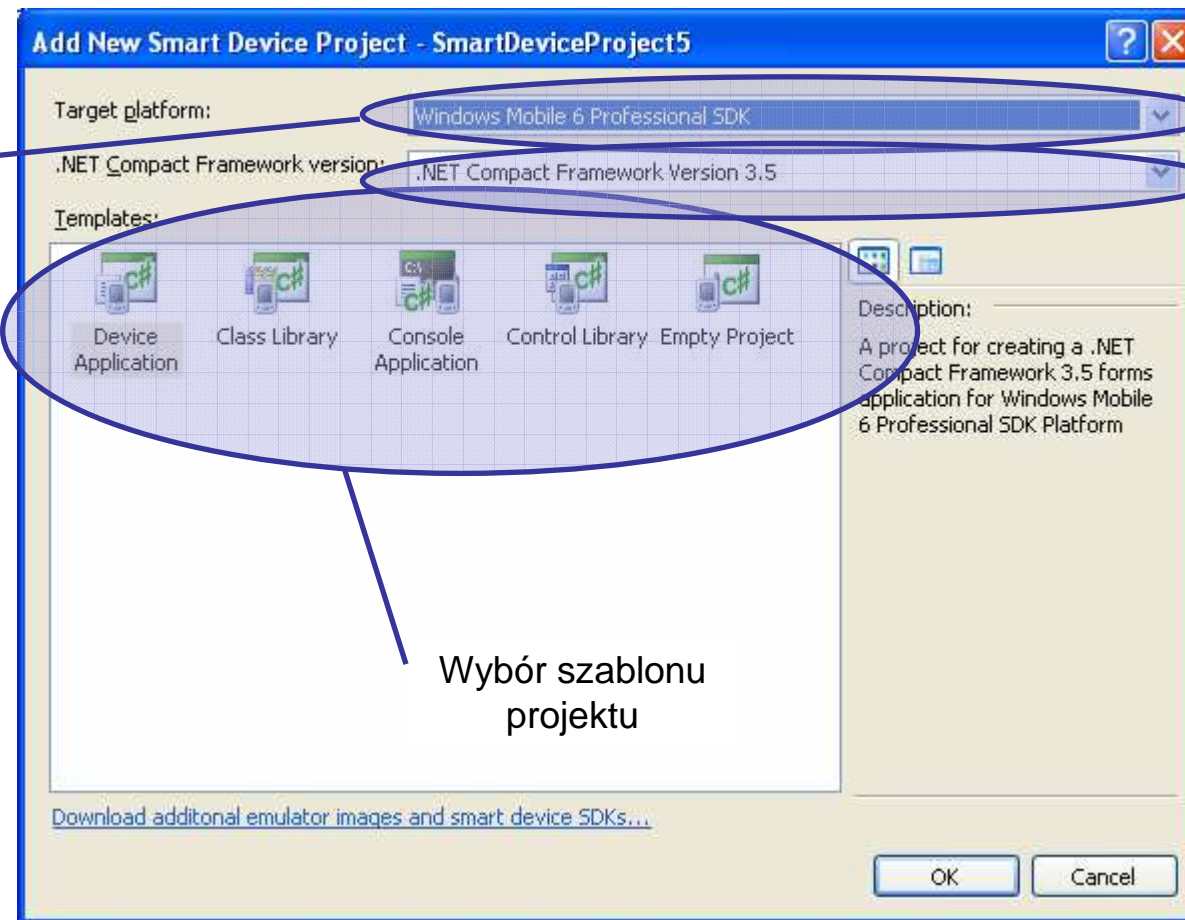 Add New Smart Device Project - SmartDeviceProject5
Target platform:
Windows Mobile 6 Professional SDK
.NET Compact Framework version:
.NET Compact Framework Version 3.5
Templates:
Device Application
Class Library
Console Application
Control Library
Empty Project
Description:
A project for creating a .NET
Compact Framework 3.5 forms
application for Windows Mobile
6 Professional SDK Platform
Wybór szablonu
projektu
Download additonal emulator images and smart device SDKs...
OK
Cancel